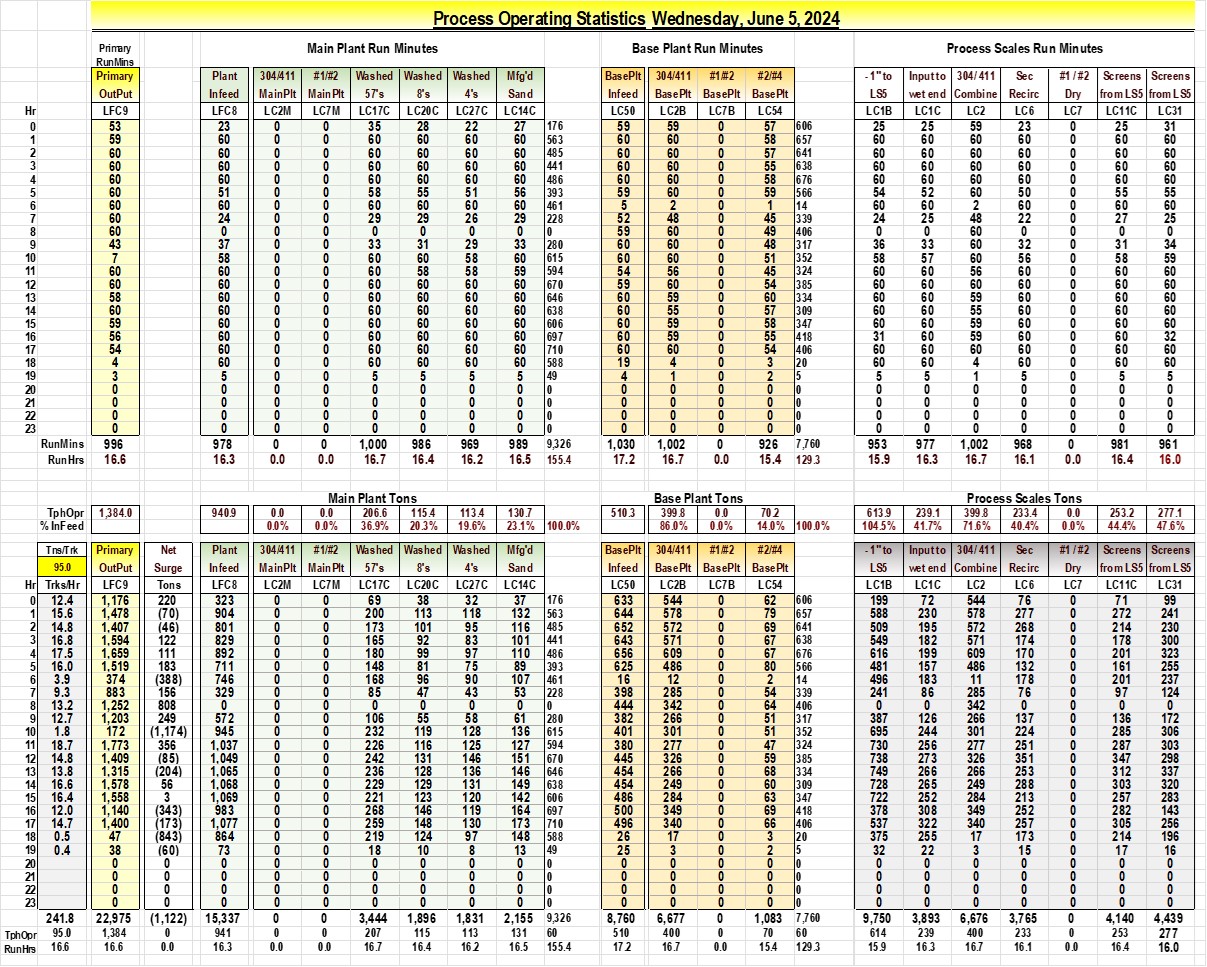 Process Operating Statistics Wednesday, June 5, 2024
Primary RunMins Main Plant Run Minutes Base Plant Run Minutes Process Scales Run Minutes
Primary Plant 304/411 #1/#2 Washed Washed Washed Mfg'd BasePlt 304/411 #1/#2 #2/#4 -1" to Input to 304/411 Sec #1/#2 Screens Screens
OutPut Infeed MainPlt MainPlt 57's 8's 4's Sand Infeed BasePlt BasePlt BasePlt LS5 wet end Combine Recirc Dry from LS5 from LS5
Hr LFC9 LFC8 LC2M LC7M LC17C LC20C LC27C LC14C LC50 LC2B LC7B LC54 LC1B LC1C LC2 LC6 LC7 LC11C LC31
0 53 23 0 0 35 28 22 27 176 59 59 0 57 606 25 25 59 23 0 25 31
1 59 60 0 0 60 60 60 60 563 60 60 0 58 657 60 60 60 60 0 60 60
2 60 60 0 0 60 60 60 60 485 60 60 0 57 641 60 60 60 60 0 60 60
3 60 60 0 0 60 60 60 60 441 60 60 0 55 638 60 60 60 60 0 60 60
4 60 60 0 0 60 60 60 60 486 60 60 0 58 676 60 60 60 60 0 60 60
5 60 51 0 0 58 55 51 56 393 59 60 0 59 566 54 52 60 50 0 55 55
6 60 60 0 0 60 60 60 60 461 5 2 0 1 14 60 60 2 60 0 60 60
7 60 24 0 0 29 29 26 29 228 52 48 0 45 339 24 25 48 22 0 27 25
8 60 0 0 0 0 0 0 0 0 59 60 0 49 406 0 0 60 0 0 0 0
9 43 37 0 0 33 31 29 33 280 60 60 0 48 317 36 33 60 32 0 31 34
10 7 58 0 0 60 60 58 60 615 60 60 0 51 352 58 57 60 56 0 58 59
11 60 60 0 0 60 58 58 59 594 54 56 0 45 324 60 60 56 60 0 60 60
12 60 60 0 0 60 60 60 60 670 59 60 0 54 385 60 60 60 60 0 60 60
13 58 60 0 0 60 60 60 60 646 60 59 0 60 334 60 60 59 60 0 60 60
14 60 60 0 0 60 60 60 60 638 60 55 0 57 309 60 60 55 60 0 60 60
15 59 60 0 0 60 60 60 60 606 60 59 0 58 347 60 60 59 60 0 60 60
16 56 60 0 0 60 60 60 60 697 60 59 0 55 418 31 60 59 60 0 60 32
17 54 60 0 0 60 60 60 60 710 60 60 0 54 406 60 60 60 60 0 60 60
18 4 60 0 0 60 60 60 60 588 19 4 0 3 20 60 60 4 60 0 60 60
19 3 5 0 0 5 5 5 5 49 4 1 0 2 5 5 5 1 5 0 5 5
20 0 0 0 0 0 0 0 0 0 0 0 0 0 0 0 0 0 0 0 0 0
21 0 0 0 0 0 0 0 0 0 0 0 0 0 0 0 0 0 0 0 0 0
22 0 0 0 0 0 0 0 0 0 0 0 0 0 0 0 0 0 0 0 0 0
23 0 0 0 0 0 0 0 0 0 0 0 0 0 0 0 0 0 0 0 0 0
RunMins 996 978 0 0 1,000 986 969 989 9,326 1,030 1,002 0 926 7,760 953 977 1,002 968 0 981 961
RunHrs 16.6 16.3 0.0 0.0 16.7 16.4 16.2 16.5 155.4 17.2 16.7 0.0 15.4 129.3 15.9 16.3 16.7 16.1 0.0 16.4 16.0
Main Plant Tons Base Plant Tons Process Scales Tons
TphOpr 1,384.0 940.9 0.0 0.0 206.6 115.4 113.4 130.7 510.3 399.8 0.0 70.2 613.9 239.1 399.8 233.4 0.0 253.2 277.1
% InFeed 0.0% 0.0% 36.9% 20.3% 19.6% 23.1% 100.0% 86.0% 0.0% 14.0% 100.0% 104.5% 41.7% 71.6% 40.4% 0.0% 44.4% 47.6%
Tns/Trk Primary Net Plant 304/411 #1/#2 Washed Washed Washed Mfg'd BasePlt 304/411 #1/#2 #2/#4 -1" to Input to 304/411 Sec #1/#2 Screens Screens
95.0 OutPut Surge Infeed MainPlt MainPlt 57's 8's 4's Sand Infeed BasePlt BasePlt BasePlt LS5 wet end Combine Recirc Dry from LS5 from LS5
Hr Trks/Hr LFC9 Tons LFC8 LC2M LC7M LC17C LC20C LC27C LC14C LC50 LC2B LC7B LC54 LC1B LC1C LC2 LC6 LC7 LC11C LC31
0 12.4 1,176 220 323 0 0 69 38 32 37 176 633 544 0 62 606 199 72 544 76 0 71 99
1 15.6 1,478 (70) 904 0 0 200 113 118 132 563 644 578 0 79 657 588 230 578 277 0 272 241
2 14.8 1,407 (46) 801 0 0 173 101 95 116 485 652 572 0 69 641 509 195 572 268 0 214 230
3 16.8 1,594 122 829 0 0 165 92 83 101 441 643 571 0 67 638 549 182 571 174 0 178 300
4 17.5 1,659 111 892 0 0 180 99 97 110 486 656 609 0 67 676 616 199 609 170 0 201 323
5 16.0 1,519 183 711 0 0 148 81 75 89 393 625 486 0 80 566 481 157 486 132 0 161 255
6 3.9 374 (388) 746 0 0 168 96 90 107 461 16 12 0 2 14 496 183 11 178 0 201 237
7 9.3 883 156 329 0 0 85 47 43 53 228 398 285 0 54 339 241 86 285 76 0 97 124
8 13.2 1,252 808 0 0 0 0 0 0 0 0 444 342 0 64 406 0 0 342 0 0 0 0
9 12.7 1,203 249 572 0 0 106 55 58 61 280 382 266 0 51 317 387 126 266 137 0 136 172
10 1.8 172 (1,174) 945 0 0 232 119 128 136 615 401 301 0 51 352 695 244 301 224 0 285 306
11 18.7 1,773 356 1,037 0 0 226 116 125 127 594 380 277 0 47 324 730 256 277 251 0 287 303
12 14.8 1,409 (85) 1,049 0 0 242 131 146 151 670 445 326 0 59 385 738 273 326 351 0 347 298
13 13.8 1,315 (204) 1,065 0 0 236 128 136 146 646 454 266 0 68 334 749 266 266 253 0 312 337
14 16.6 1,578 56 1,068 0 0 229 129 131 149 638 454 249 0 60 309 728 265 249 288 0 303 320
15 16.4 1,558 3 1,069 0 0 221 123 120 142 606 486 284 0 63 347 722 252 284 213 0 257 283
16 12.0 1,140 (343) 983 0 0 268 146 119 164 697 500 349 0 69 418 378 308 349 252 0 282 143
17 14.7 1,400 (173) 1,077 0 0 259 148 130 173 710 496 340 0 66 406 537 322 340 257 0 305 256
18 0.5 47 (843) 864 0 0 219 124 97 148 588 26 17 0 3 20 375 255 17 173 0 214 196
19 0.4 38 (60) 73 0 0 18 10 8 13 49 25 3 0 2 5 32 22 3 15 0 17 16
20 0 0 0 0 0 0 0 0 0 0 0 0 0 0 0 0 0 0 0 0 0 0
21 0 0 0 0 0 0 0 0 0 0 0 0 0 0 0 0 0 0 0 0 0 0
22 0 0 0 0 0 0 0 0 0 0 0 0 0 0 0 0 0 0 0 0 0 0
23 0 0 0 0 0 0 0 0 0 0 0 0 0 0 0 0 0 0 0 0 0 0
241.8 22,975 (1,122) 15,337 0 0 3,444 1,896 1,831 2,155 9,326 8,760 6,677 0 1,083 7,760 9,750 3,893 6,676 3,765 0 4,140 4,439
TphOpr 95.0 1,384 0 941 0 0 207 115 113 131 60 510 400 0 70 60 614 239 400 233 0 253 277
RunHrs 16.6 16.6 0.0 16.3 0.0 0.0 16.7 16.4 16.2 16.5 155.4 17.2 16.7 0.0 15.4 129.3 15.9 16.3 16.7 16.1 0.0 16.4 16.0